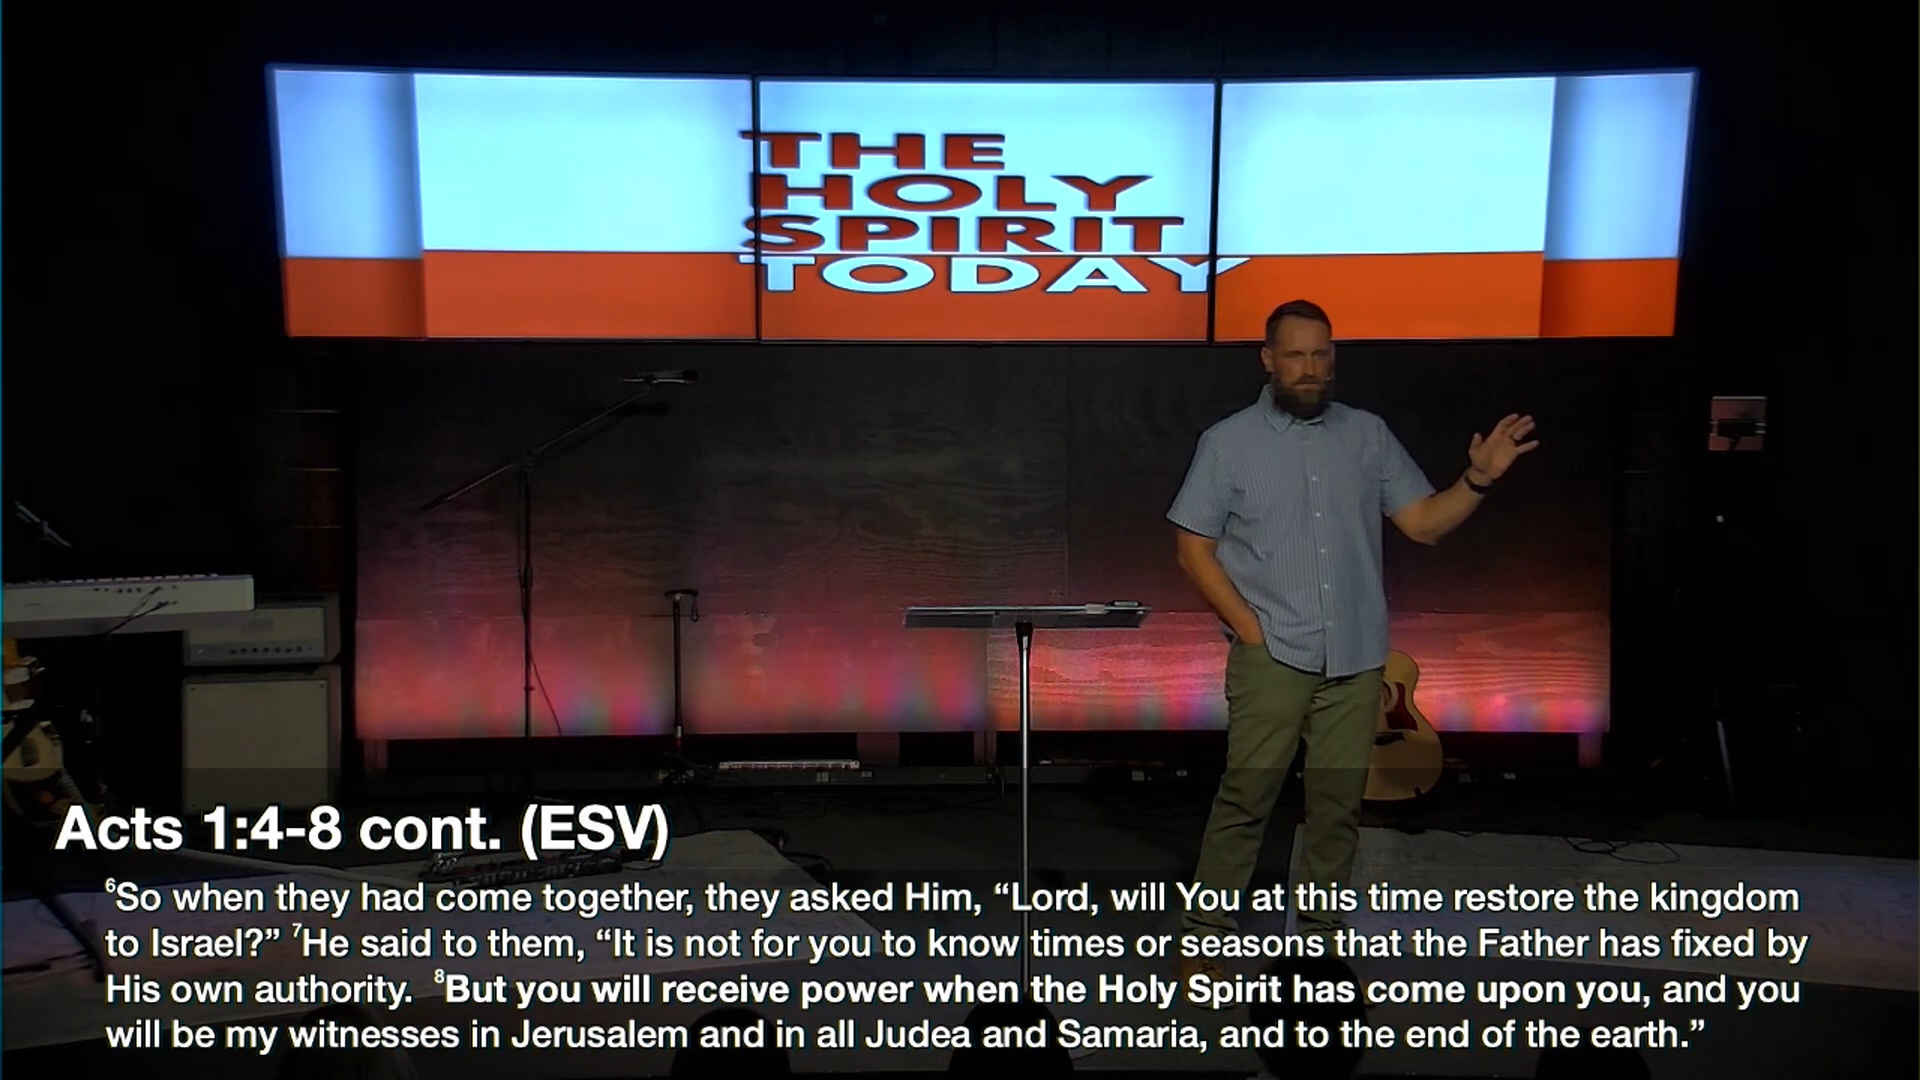 THE
HOLY
SPIRIT
TODAY
Acts 1:4-8 cont. (ESV)
⁶So when they had come together, they asked Him, “Lord, will You at this time restore the kingdom
to Israel?” ⁷He said to them, “It is not for you to know times or seasons that the Father has fixed by
His own authority. ⁸But you will receive power when the Holy Spirit has come upon you, and you
will be my witnesses in Jerusalem and in all Judea and Samaria, and to the end of the earth.”